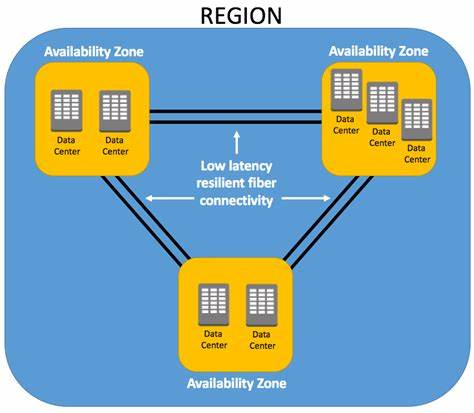 REGION
Availability Zone
Availability Zone
Data
Center
Data
Center
Data
Center
Data
Center
Data
Center
Low latency
resilient fiber
connectivity
Data
Center
Data
Center
Availability Zone